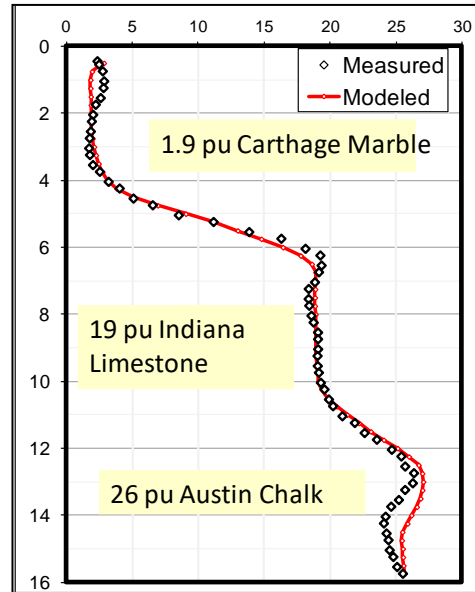 0 5 10 15 20 25 30
0
Measured
Modeled
2
1.9 pu Carthage Marble
4
6
8
19 pu Indiana
Limestone
10
12
26 pu Austin Chalk
14
16